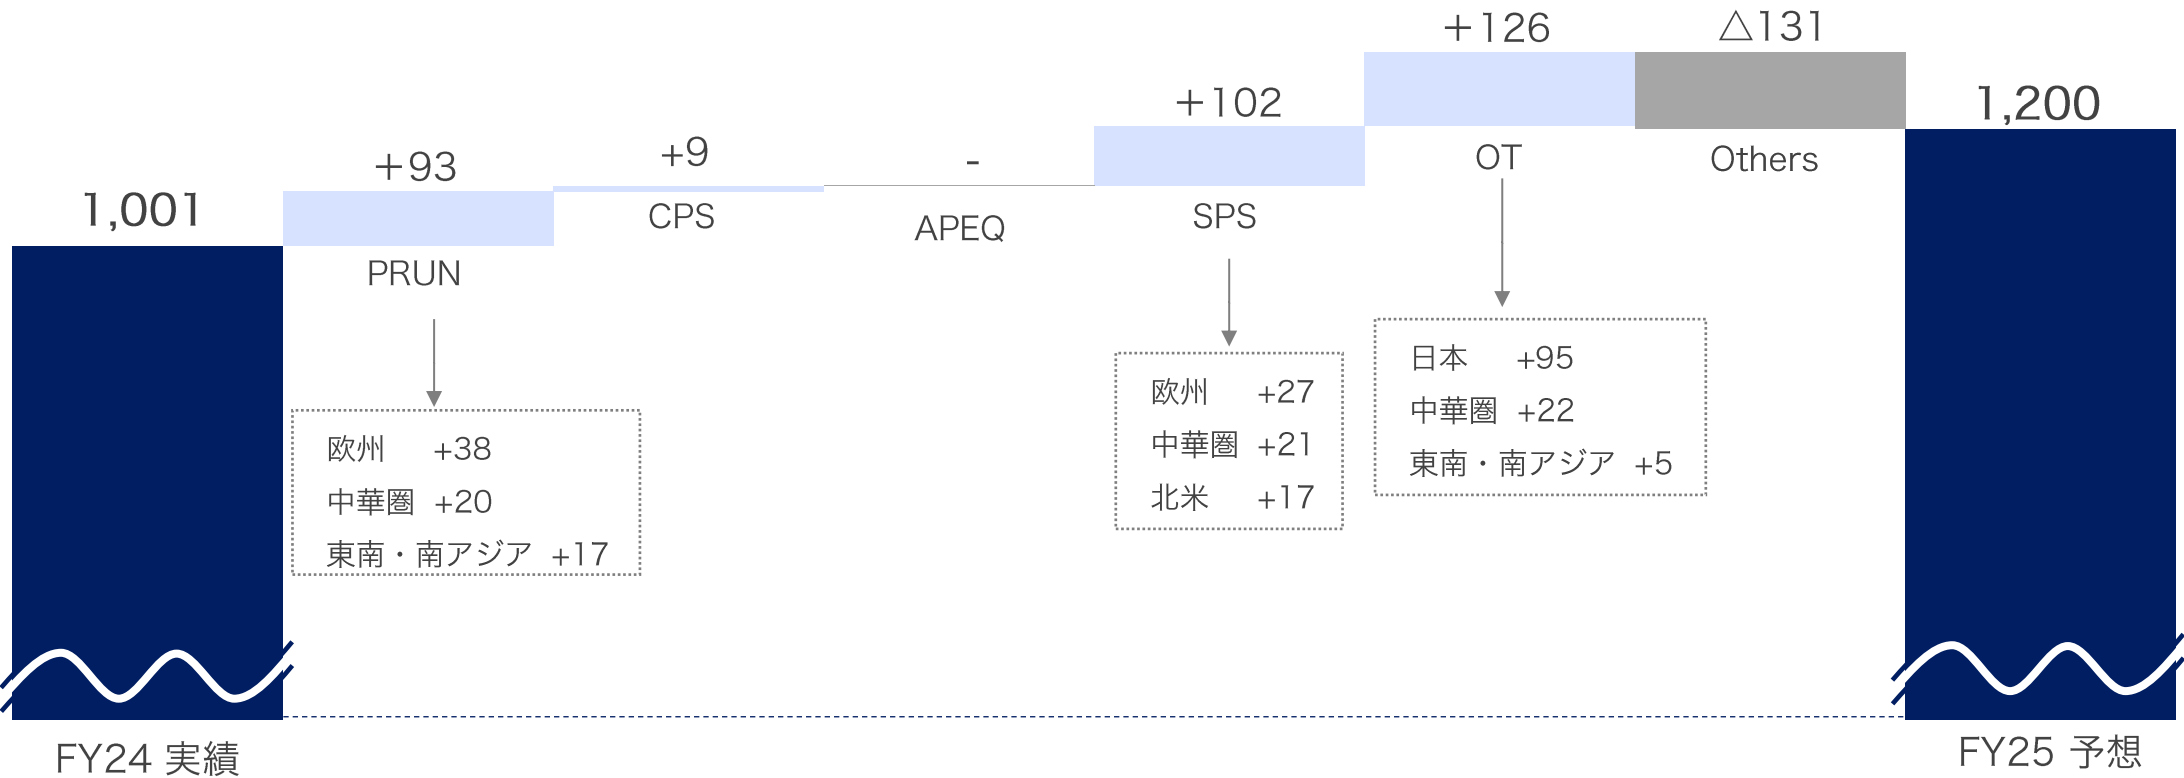 1,001
FY24 実績
＋93
PRUN
欧州 +38
中華圏 +20
東南・南アジア +17
+9
CPS
-
APEQ
＋102
SPS
欧州 +27
中華圏 +21
北米 +17
＋126
OT
日本 +95
中華圏 +22
東南・南アジア +5
△131
Others
1,200
FY25 予想